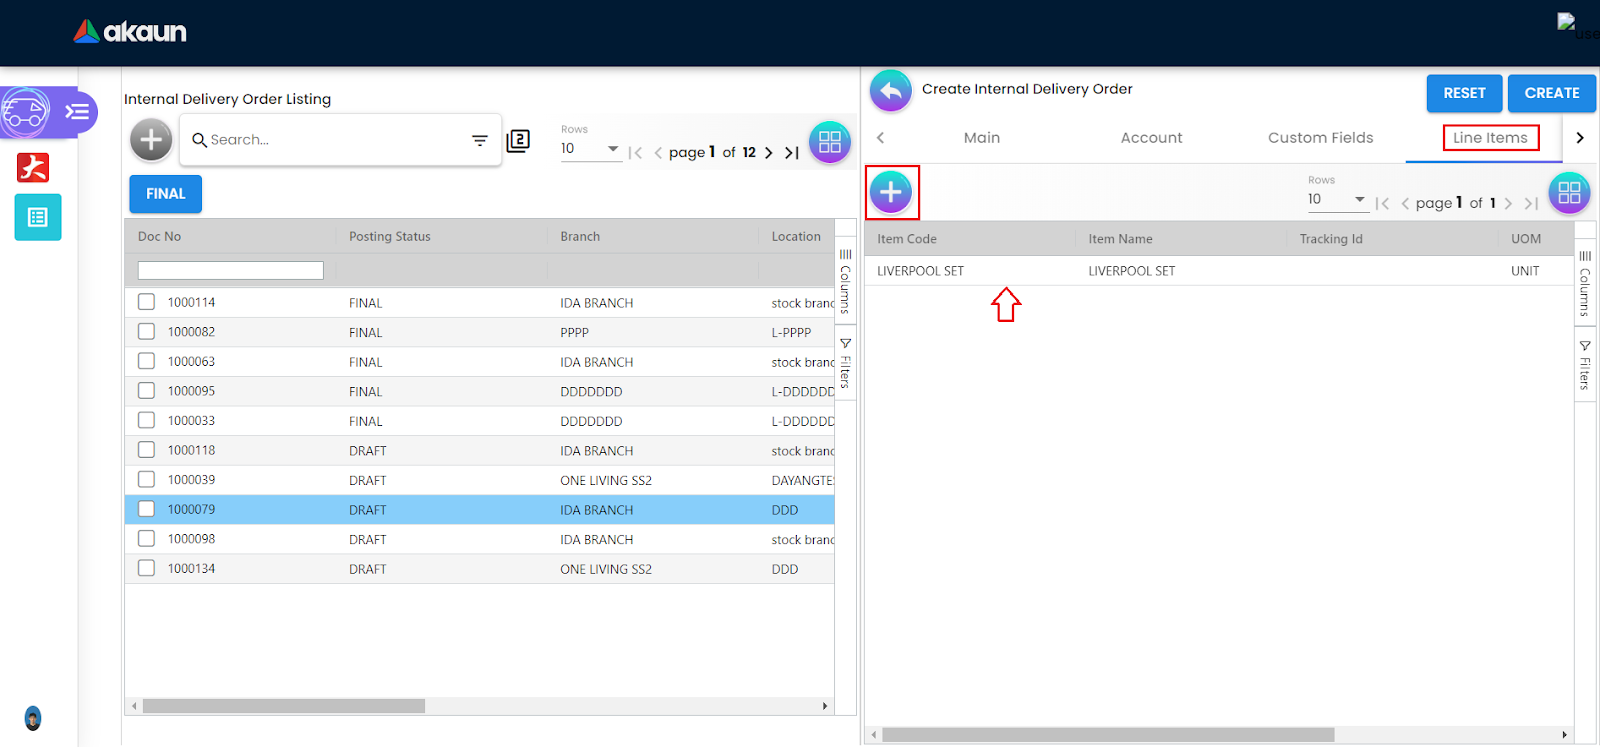 akaun
use
Internal Delivery Order Listing
Search...
Rows
10
page 1 of 12
FINAL
Doc No Posting Status Branch Location
1000114 FINAL IDA BRANCH stock branc
1000082 FINAL PPPP L-PPPP
1000063 FINAL IDA BRANCH stock branc
1000095 FINAL DDDDDDD L-DDDDDD
1000033 FINAL DDDDDDD L-DDDDDD
1000118 DRAFT IDA BRANCH stock branc
1000039 DRAFT ONE LIVING SS2 DAYANGTES
1000079 DRAFT IDA BRANCH DDD
1000098 DRAFT IDA BRANCH stock branc
1000134 DRAFT ONE LIVING SS2 DDD
Columns
Filters
Create Internal Delivery Order
RESET CREATE
Main Account Custom Fields Line Items
Rows
10
page 1 of 1
Item Code Item Name Tracking Id UOM
LIVERPOOL SET LIVERPOOL SET UNIT
Columns
Filters